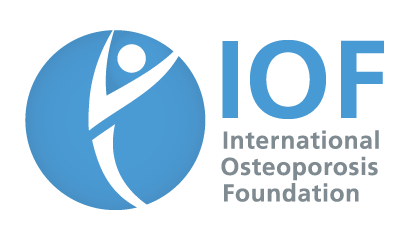 IOF
International
Osteoporosis
Foundation